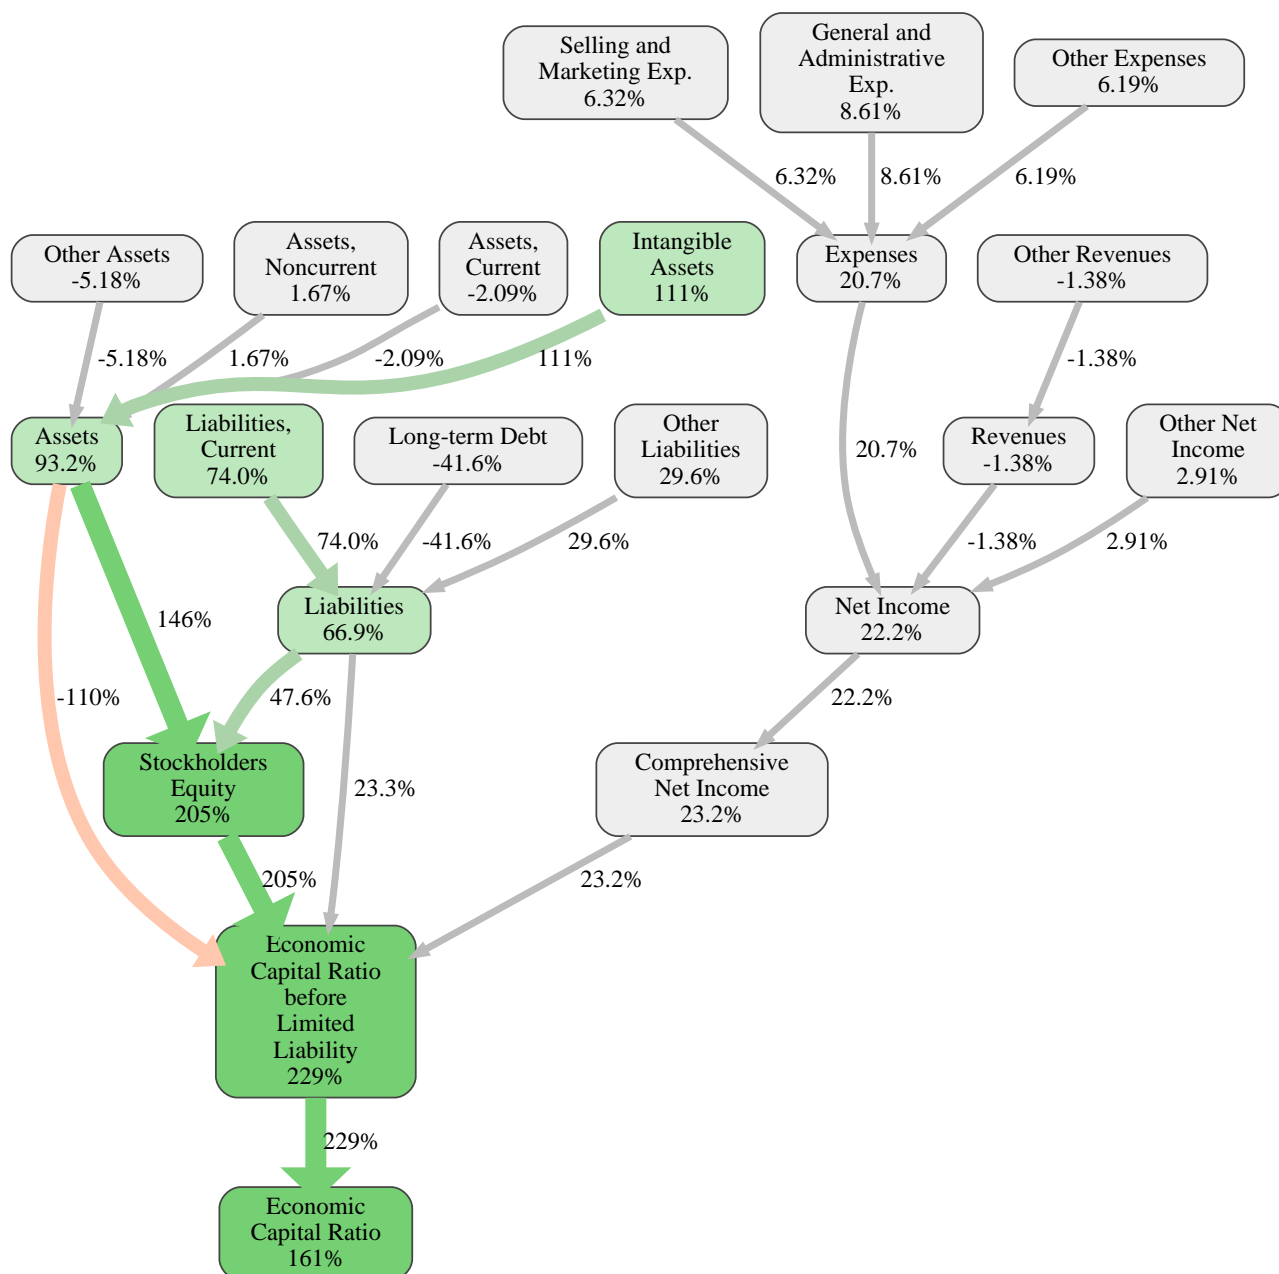 Selling and
Marketing Exp.
6.32%
General and
Administrative
Exp.
8.61%
Other Expenses
6.19%
6.32%
8.61%
6.19%
Other Assets
-5.18%
Assets,
Noncurrent
1.67%
Assets,
Current
-2.09%
Intangible
Assets
111%
Expenses
20.7%
Other Revenues
-1.38%
-5.18%
1.67%
-2.09%
111%
-1.38%
Assets
93.2%
Liabilities,
Current
74.0%
Long-term Debt
-41.6%
Other
Liabilities
29.6%
20.7%
Revenues
-1.38%
Other Net
Income
2.91%
74.0%
-41.6%
29.6%
-1.38%
2.91%
146%
Liabilities
66.9%
Net Income
22.2%
-110%
47.6%
22.2%
Stockholders
Equity
205%
23.3%
Comprehensive
Net Income
23.2%
205%
23.2%
Economic
Capital Ratio
before
Limited
Liability
229%
229%
Economic
Capital Ratio
161%